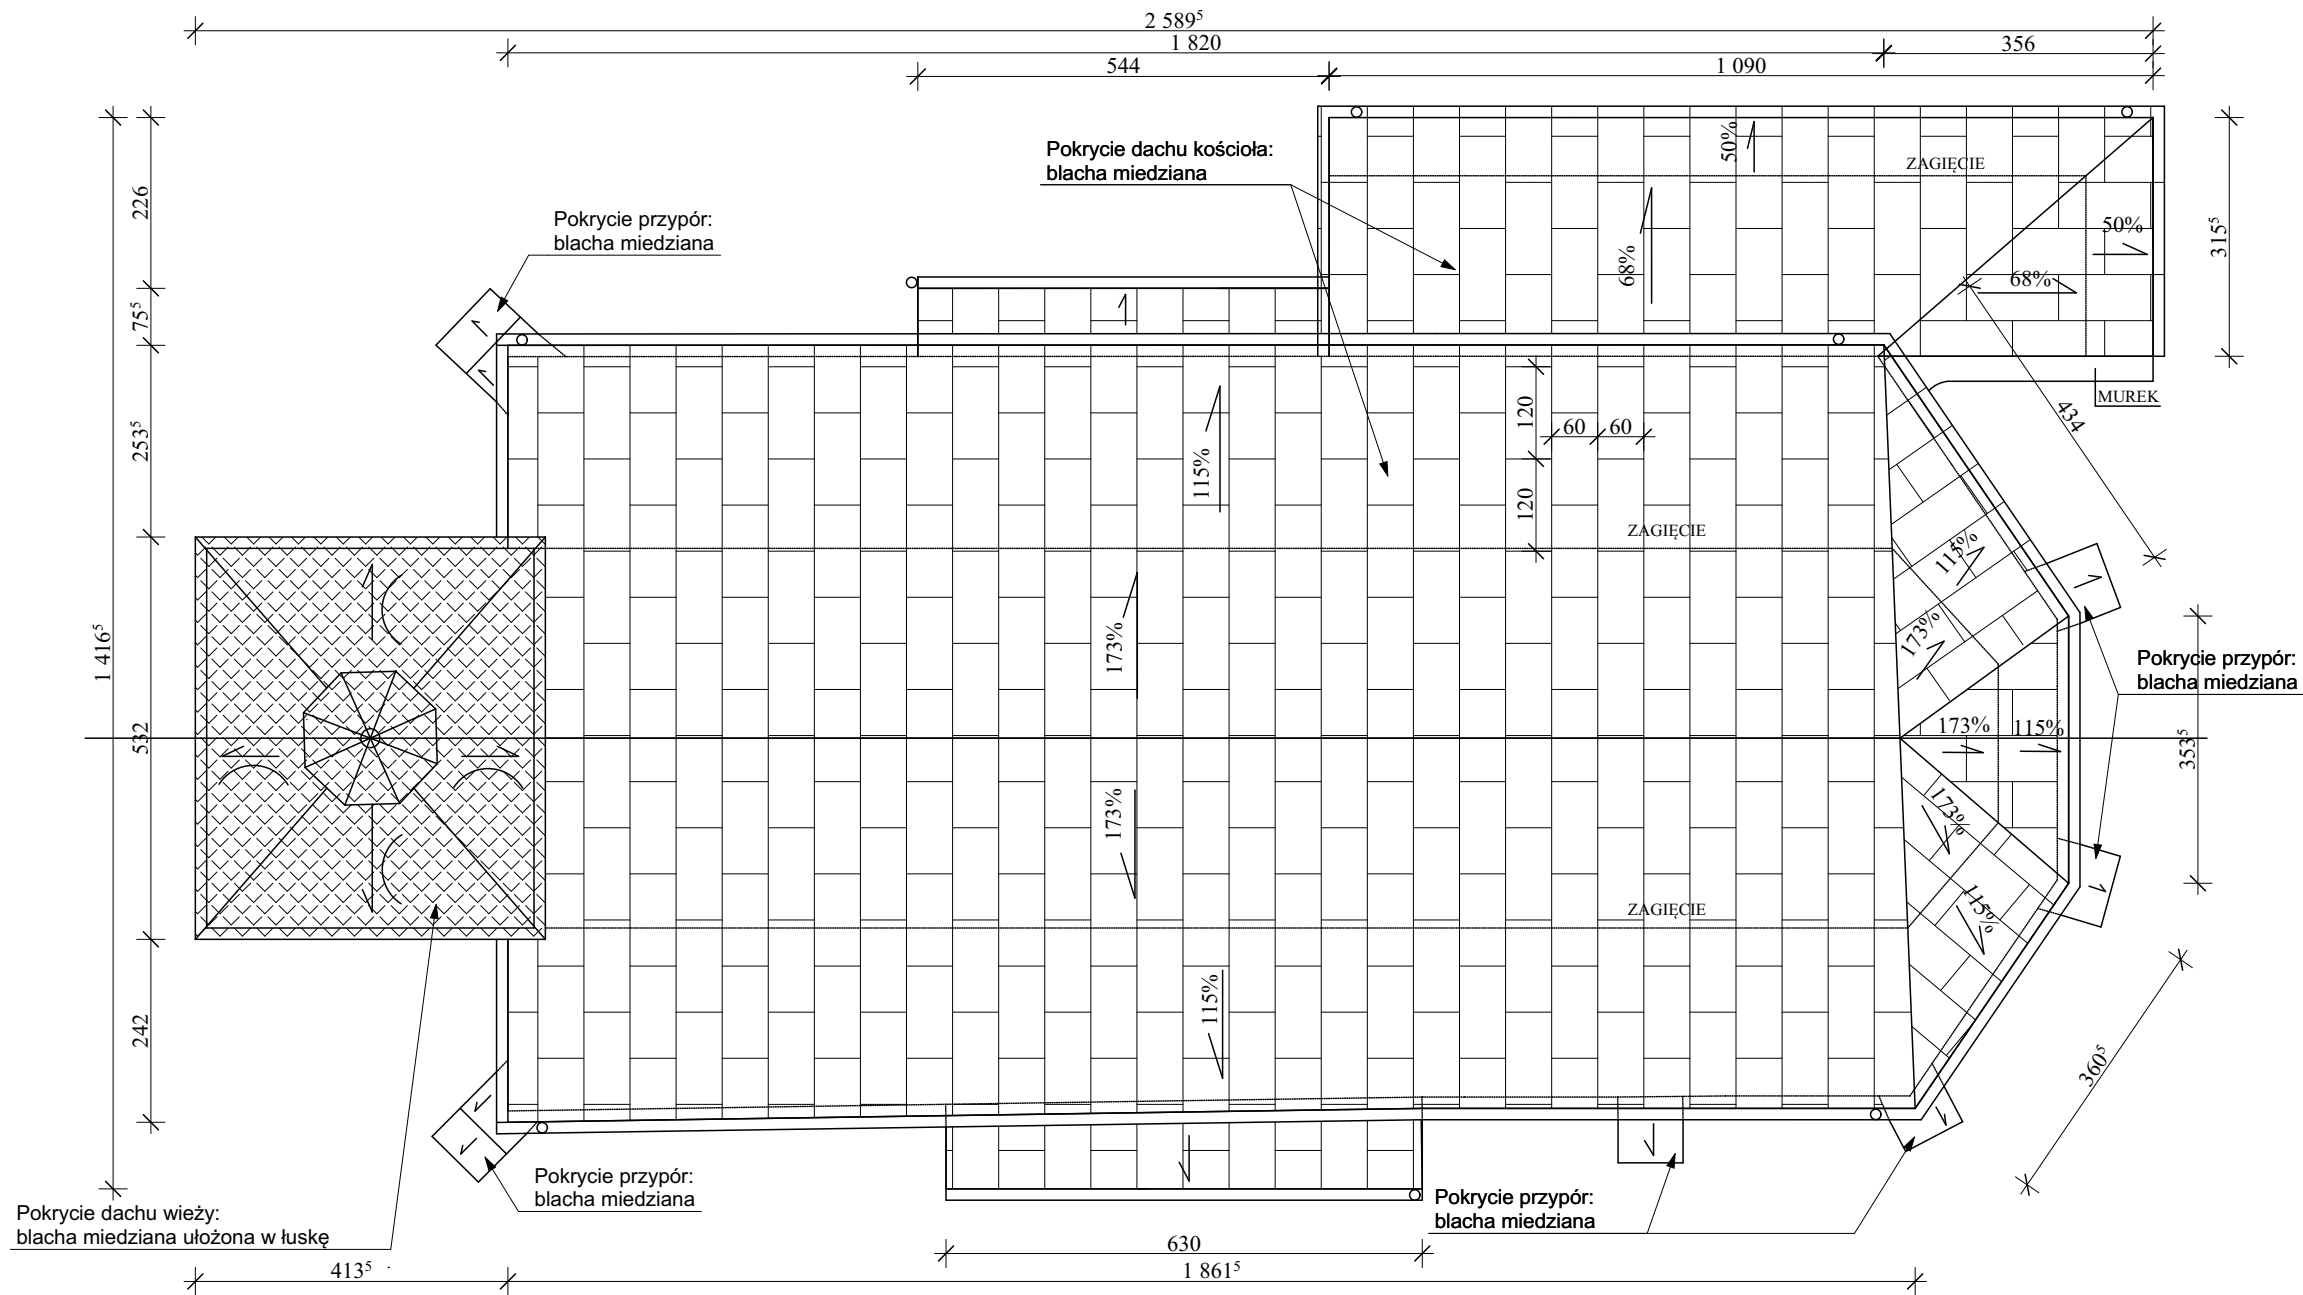 2 589⁵
1 820
356
544
1 090
Pokrycie dachu kościoła:
blacha miedziana
50%
ZAGIĘCIE
226
Pokrycie przypór:
blacha miedziana
68%
50%
315⁵
68%
75⁵
MUREK
434
253⁵
120
60
60
115%
120
ZAGIĘCIE
115%
1 416⁵
173%
173%
Pokrycie przypór:
blacha miedziana
532
173%
115%
353⁵
173%
173%
ZAGIĘCIE
115%
115%
242
360⁵
Pokrycie przypór:
blacha miedziana
Pokrycie przypór:
blacha miedziana
Pokrycie dachu wieży:
blacha miedziana ułożona w łuskę
630
413⁵
1 861⁵